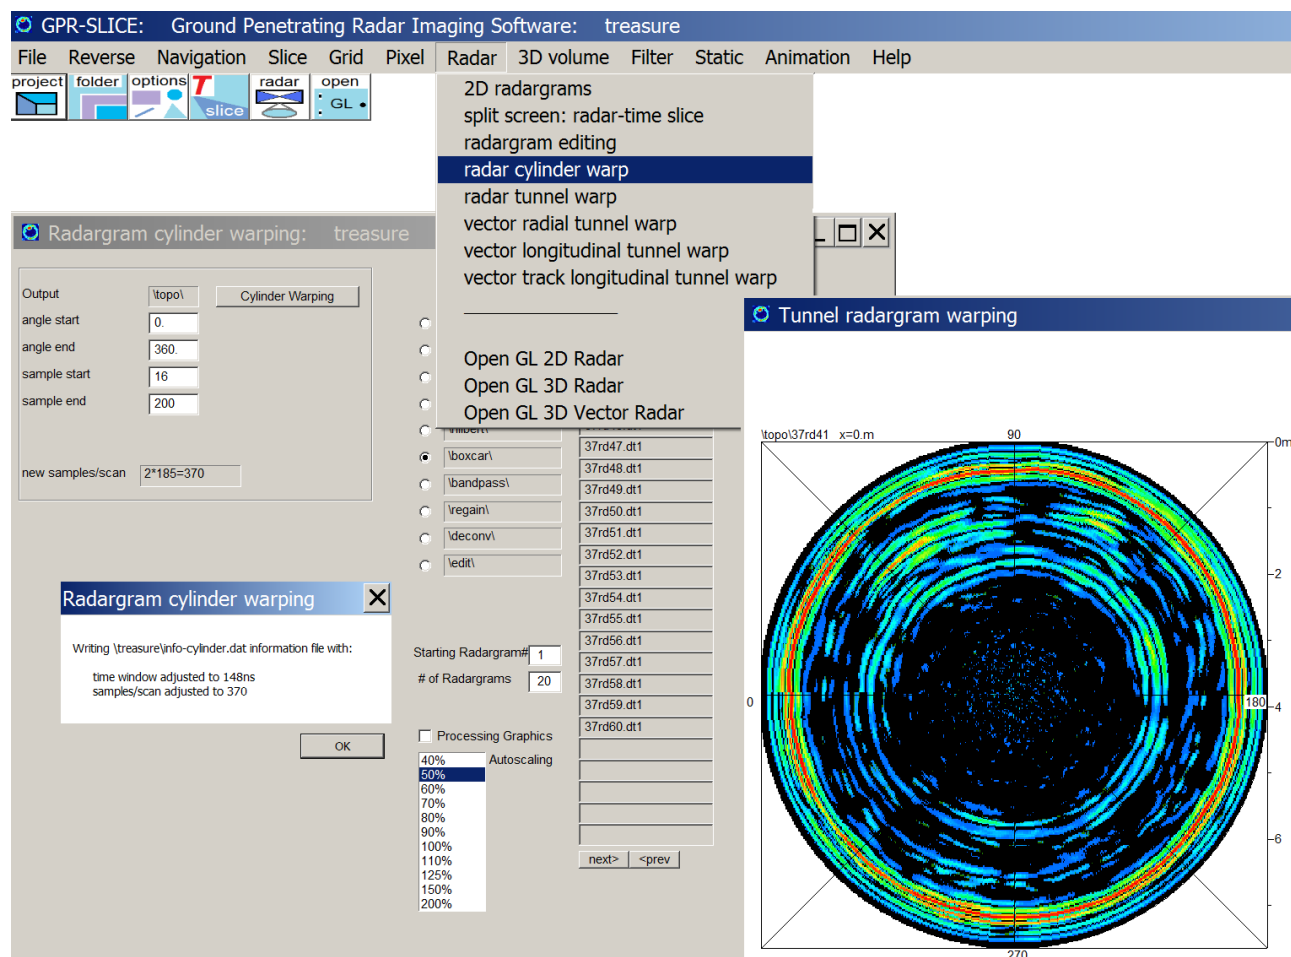 GPR-SLICE: Ground Penetrating Radar Imaging Software: treasure
File Reverse Navigation Slice Grid Pixel Radar 3D volume Filter Static Animation Help
project folder options T slice radar open GL
2D radargrams
split screen: radar-time slice
radargram editing
radar cylinder warp
radar tunnel warp
vector radial tunnel warp
vector longitudinal tunnel warp
vector track longitudinal tunnel warp
Open GL 2D Radar
Open GL 3D Radar
Open GL 3D Vector Radar
Radargram cylinder warping: treasure
Output \topo\ Cylinder Warping
angle start 0.
angle end 360.
sample start 16
sample end 200
new samples/scan 2*185=370
\boxcar\
\bandpass\
\regain\
\deconv\
\edit\
37rd47.dt1
37rd48.dt1
37rd49.dt1
37rd50.dt1
37rd51.dt1
37rd52.dt1
37rd53.dt1
37rd54.dt1
37rd55.dt1
37rd56.dt1
37rd57.dt1
37rd58.dt1
37rd59.dt1
37rd60.dt1
next> <prev
Starting Radargram# 1
# of Radargrams 20
Processing Graphics
Autoscaling
40%
50%
60%
70%
80%
90%
100%
110%
125%
150%
200%
Radargram cylinder warping
Writing \treasure\info-cylinder.dat information file with:
time window adjusted to 148ns
samples/scan adjusted to 370
OK
Tunnel radargram warping
\topo\37rd41 x=0.m
90
0m
-2
0
180
-4
-6
270